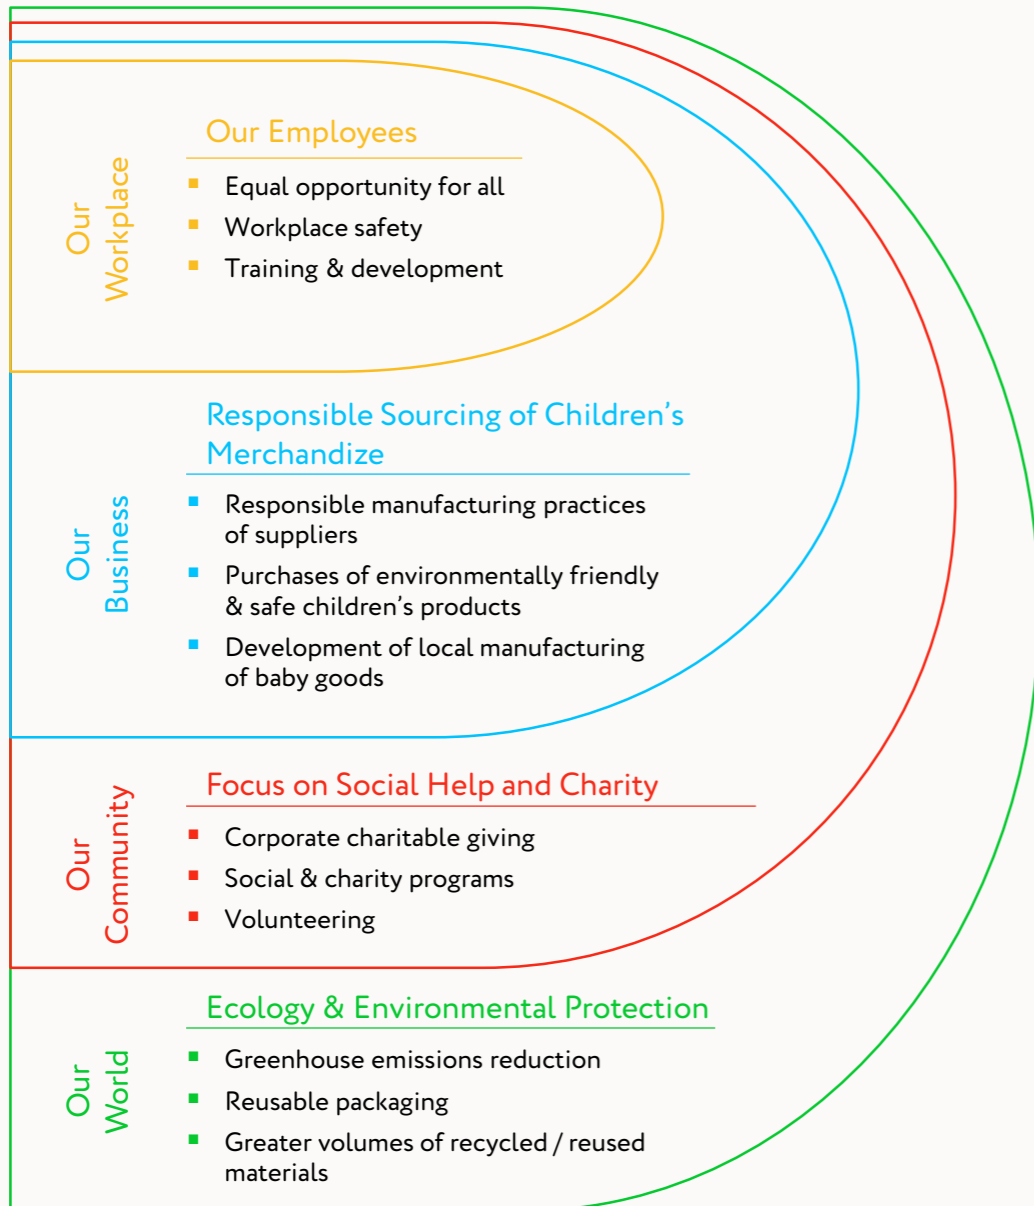 Our
Workplace
Our Employees
▪ Equal opportunity for all
▪ Workplace safety
▪ Training & development
Our
Business
Responsible Sourcing of Children’s
Merchandize
▪ Responsible manufacturing practices
of suppliers
▪ Purchases of environmentally friendly
& safe children’s products
▪ Development of local manufacturing
of baby goods
Our
Community
Focus on Social Help and Charity
▪ Corporate charitable giving
▪ Social & charity programs
▪ Volunteering
Our
World
Ecology & Environmental Protection
▪ Greenhouse emissions reduction
▪ Reusable packaging
▪ Greater volumes of recycled / reused
materials